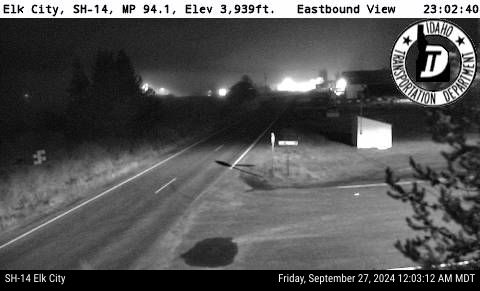 Elk City, SH-14, MP 94.1, Elev 3,939ft. Eastbound View 23:02:40
IDAHO
TRANSPORTATION DEPARTMENT
SH-14 Elk City Friday, September 27, 2024 12:03:12 AM MDT